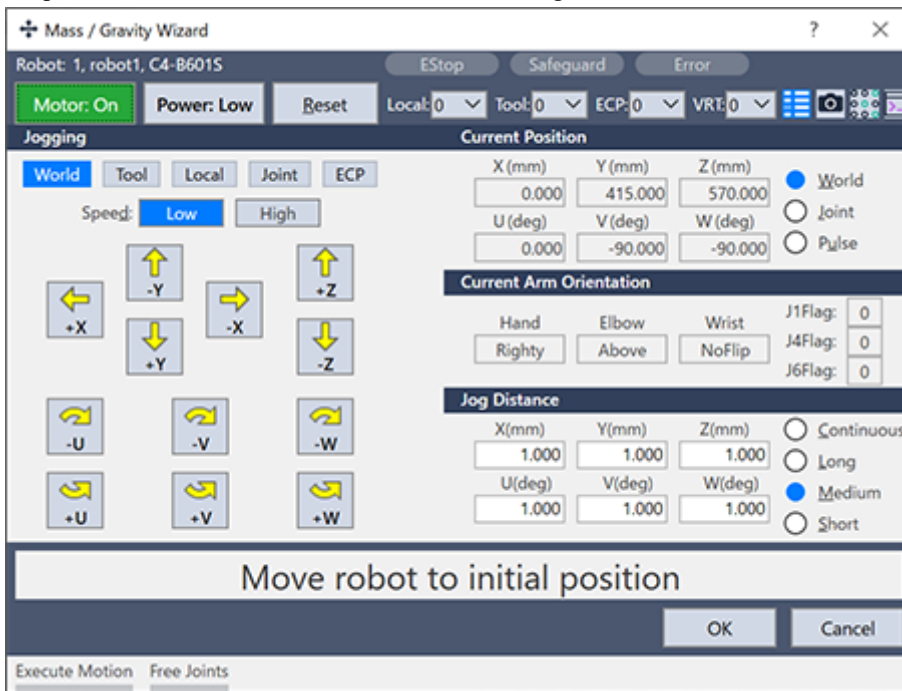 Mass / Gravity Wizard ?
Robot: 1, robot1, C4-B601S EStop Safeguard Error
Motor: On Power: Low Reset Local: 0 Tool: 0 ECP: 0 VRT: 0
Jogging Current Position
World Tool Local Joint ECP
X (mm) Y (mm) Z (mm)
0.000 415.000 570.000
World
Speed: Low High
U (deg) V (deg) W (deg)
Joint
0.000 -90.000 -90.000
Pulse
-Y +Z
+X -X
+Y -Z
Current Arm Orientation
Hand Elbow Wrist
Righty Above NoFlip
J1Flag: 0
J4Flag: 0
J6Flag: 0
-U -V -W
+U +V +W
Jog Distance
X(mm) Y(mm) Z(mm)
1.000 1.000 1.000
U(deg) V(deg) W(deg)
1.000 1.000 1.000
Continuous
Long
Medium
Short
Move robot to initial position
OK Cancel
Execute Motion Free Joints